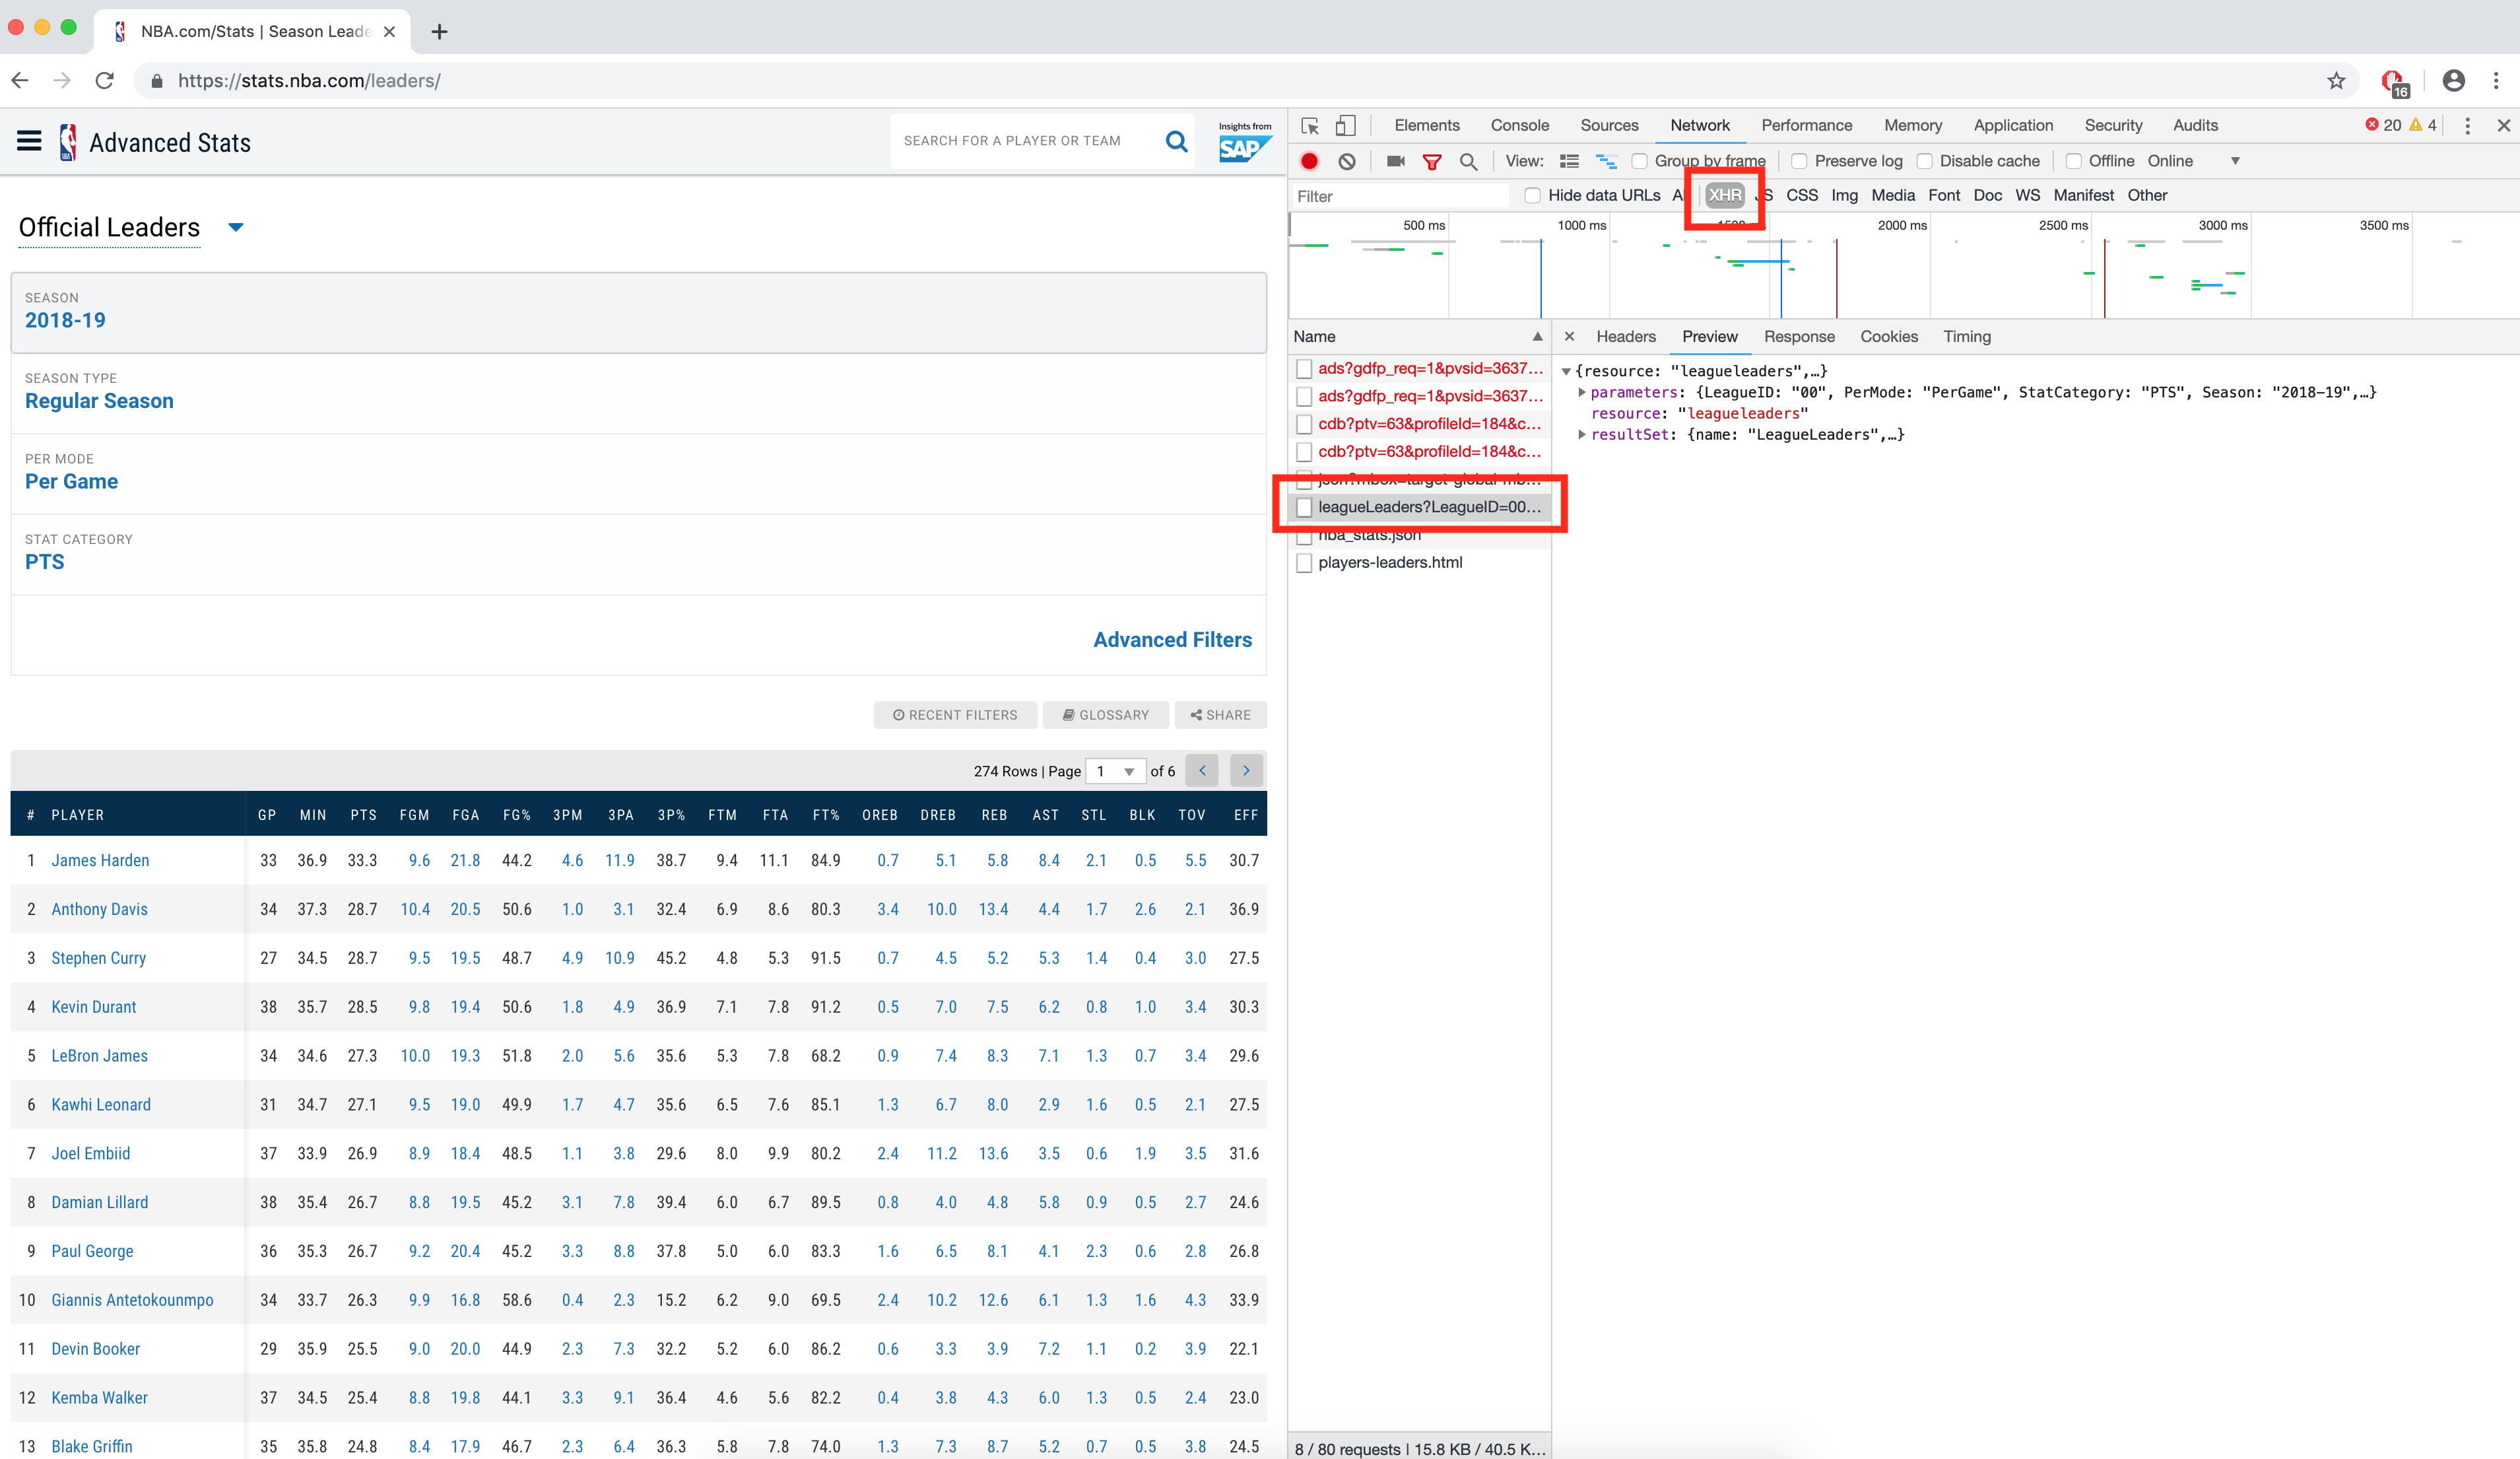 NBA.com/Stats | Season Leade
https://stats.nba.com/leaders/
16
Advanced Stats
SEARCH FOR A PLAYER OR TEAM
Insights from
SAP
Official Leaders
SEASON
2018-19
SEASON TYPE
Regular Season
PER MODE
Per Game
STAT CATEGORY
PTS
Advanced Filters
RECENT FILTERS GLOSSARY SHARE
274 Rows | Page 1 of 6
# PLAYER GP MIN PTS FGM FGA FG% 3PM 3PA 3P% FTM FTA FT% OREB DREB REB AST STL BLK TOV EFF
1 James Harden 33 36.9 33.3 9.6 21.8 44.2 4.6 11.9 38.7 9.4 11.1 84.9 0.7 5.1 5.8 8.4 2.1 0.5 5.5 30.7
2 Anthony Davis 34 37.3 28.7 10.4 20.5 50.6 1.0 3.1 32.4 6.9 8.6 80.3 3.4 10.0 13.4 4.4 1.7 2.6 2.1 36.9
3 Stephen Curry 27 34.5 28.7 9.5 19.5 48.7 4.9 10.9 45.2 4.8 5.3 91.5 0.7 4.5 5.2 5.3 1.4 0.4 3.0 27.5
4 Kevin Durant 38 35.7 28.5 9.8 19.4 50.6 1.8 4.9 36.9 7.1 7.8 91.2 0.5 7.0 7.5 6.2 0.8 1.0 3.4 30.3
5 LeBron James 34 34.6 27.3 10.0 19.3 51.8 2.0 5.6 35.6 5.3 7.8 68.2 0.9 7.4 8.3 7.1 1.3 0.7 3.4 29.6
6 Kawhi Leonard 31 34.7 27.1 9.5 19.0 49.9 1.7 4.7 35.6 6.5 7.6 85.1 1.3 6.7 8.0 2.9 1.6 0.5 2.1 27.5
7 Joel Embiid 37 33.9 26.9 8.9 18.4 48.5 1.1 3.8 29.6 8.0 9.9 80.2 2.4 11.2 13.6 3.5 0.6 1.9 3.5 31.6
8 Damian Lillard 38 35.4 26.7 8.8 19.5 45.2 3.1 7.8 39.4 6.0 6.7 89.5 0.8 4.0 4.8 5.8 0.9 0.5 2.7 24.6
9 Paul George 36 35.3 26.7 9.2 20.4 45.2 3.3 8.8 37.8 5.0 6.0 83.3 1.6 6.5 8.1 4.1 2.3 0.6 2.8 26.8
10 Giannis Antetokounmpo 34 33.7 26.3 9.9 16.8 58.6 0.4 2.3 15.2 6.2 9.0 69.5 2.4 10.2 12.6 6.1 1.3 1.6 4.3 33.9
11 Devin Booker 29 35.9 25.5 9.0 20.0 44.9 2.3 7.3 32.2 5.2 6.0 86.2 0.6 3.3 3.9 7.2 1.1 0.2 3.9 22.1
12 Kemba Walker 37 34.5 25.4 8.8 19.8 44.1 3.3 9.1 36.4 4.6 5.6 82.2 0.4 3.8 4.3 6.0 1.3 0.5 2.4 23.0
13 Blake Griffin 35 35.8 24.8 8.4 17.9 46.7 2.3 6.4 36.3 5.8 7.8 74.0 1.3 7.3 8.7 5.2 0.7 0.5 3.8 24.5
Elements Console Sources Network Performance Memory Application Security Audits 20 4
View: Group by frame Preserve log Disable cache Offline Online
Filter Hide data URLs XHR CSS Img Media Font Doc WS Manifest Other
500 ms 1000 ms 1500 ms 2000 ms 2500 ms 3000 ms 3500 ms
Name
ads?gdfp_req=1&pvsid=3637...
ads?gdfp_req=1&pvsid=3637...
cdb?ptv=63&profileId=184&c...
cdb?ptv=63&profileId=184&c...
json?mbox=target-global-mb...
leagueLeaders?LeagueID=00...
nba_stats.json
players-leaders.html
8 / 80 requests | 15.8 KB / 40.5 K...
Headers Preview Response Cookies Timing
{resource: "leagueleaders",…}
parameters: {LeagueID: "00", PerMode: "PerGame", StatCategory: "PTS", Season: "2018-19",…}
resource: "leagueleaders"
resultSet: {name: "LeagueLeaders",…}